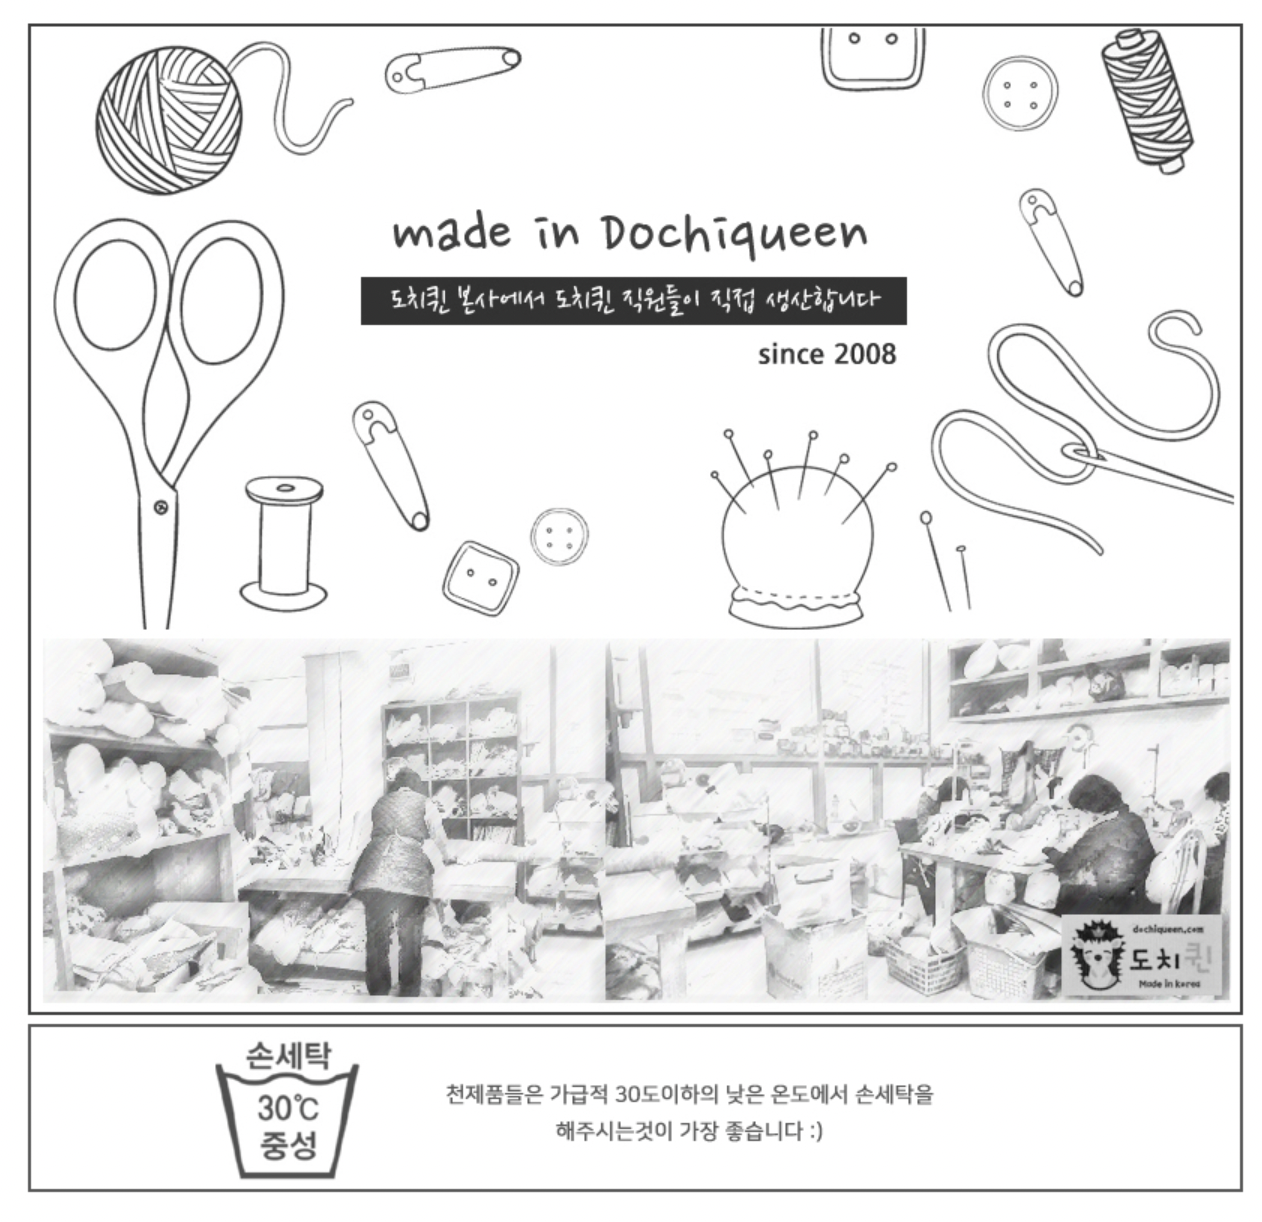 made in Dochiqueen
도치퀸 본사에서 도치퀸 직원들이 직접 생산합니다
since 2008
dochiqueen.com
도치퀸
Made in korea
손세탁
30℃
중성
천제품들은 가급적 30도이하의 낮은 온도에서 손세탁을
해주시는것이 가장 좋습니다 :)